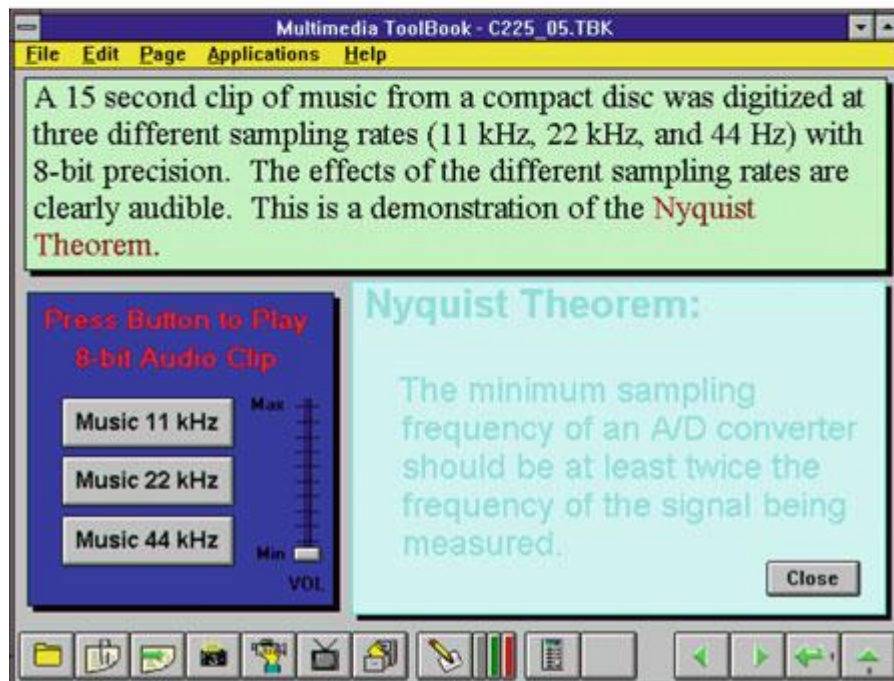 Multimedia ToolBook - C225_05.TBK
File Edit Page Applications Help
A 15 second clip of music from a compact disc was digitized at
three different sampling rates (11 kHz, 22 kHz, and 44 Hz) with
8-bit precision. The effects of the different sampling rates are
clearly audible. This is a demonstration of the Nyquist
Theorem.
Press Button to Play
8-bit Audio Clip
Music 11 kHz
Music 22 kHz
Music 44 kHz
Max
Min
VOL
Nyquist Theorem:
The minimum sampling
frequency of an A/D converter
should be at least twice the
frequency of the signal being
measured.
Close